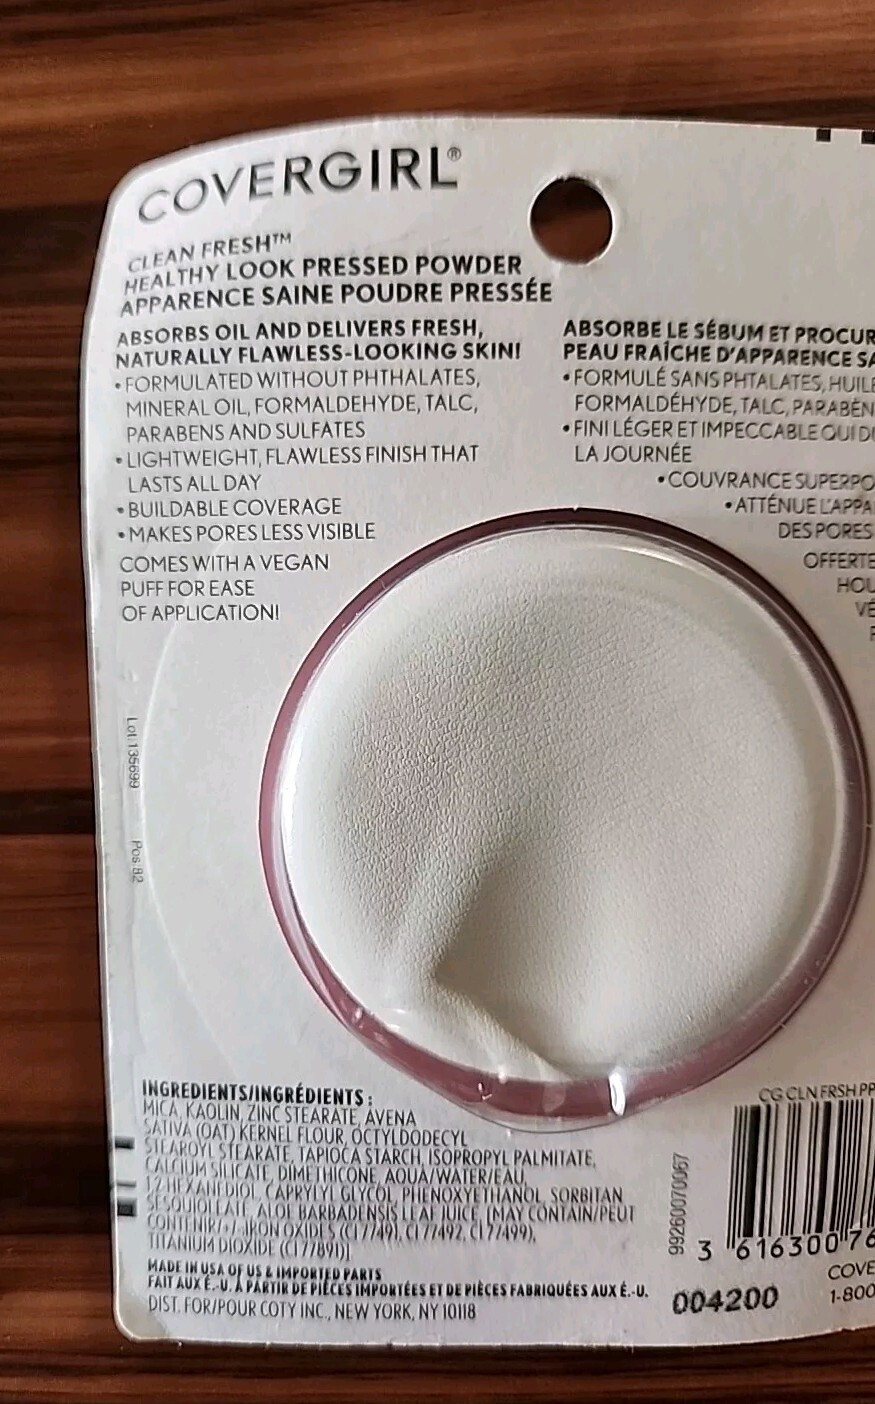 COVERGIRL®
CLEAN FRESH™
HEALTHY LOOK PRESSED POWDER
APPARENCE SAINE POUDRE PRESSÉE
ABSORBS OIL AND DELIVERS FRESH,
NATURALLY FLAWLESS-LOOKING SKIN!
• FORMULATED WITHOUT PHTHALATES,
MINERAL OIL, FORMALDEHYDE, TALC,
PARABENS AND SULFATES
• LIGHTWEIGHT, FLAWLESS FINISH THAT
LASTS ALL DAY
• BUILDABLE COVERAGE
• MAKES PORES LESS VISIBLE
COMES WITH A VEGAN
PUFF FOR EASE
OF APPLICATION!
ABSORBE LE SÉBUM ET PROCUR
PEAU FRAÎCHE D'APPARENCE SA
• FORMULÉ SANS PHTALATES, HUILE
FORMALDÉHYDE, TALC, PARABÈN
• FINI LÉGER ET IMPECCABLE QUI DU
LA JOURNÉE
• COUVRANCE SUPERPO
• ATTÉNUE L'APPA
DES PORES
OFFERTE
HOU
VÉ
Lot: 135699
Pos: 82
INGREDIENTS/INGRÉDIENTS :
MICA, KAOLIN, ZINC STEARATE, AVENA
SATIVA (OAT) KERNEL FLOUR, OCTYLDODECYL
STEAROYL STEARATE, TAPIOCA STARCH, ISOPROPYL PALMITATE,
CALCIUM SILICATE, DIMETHICONE, AQUA/WATER/EAU,
1,2 HEXANEDIOL, CAPRYLYL GLYCOL, PHENOXYETHANOL, SORBITAN
SESQUIOLEATE, ALOE BARBADENSIS LEAF JUICE, [MAY CONTAIN/PEUT
CONTENIR/+/-:IRON OXIDES (CI 77491, CI 77492, CI 77499),
TITANIUM DIOXIDE (CI 77891)]
MADE IN USA OF US & IMPORTED PARTS
FAIT AUX É.-U. À PARTIR DE PIÈCES IMPORTÉES ET DE PIÈCES FABRIQUÉES AUX É.-U.
DIST. FOR/POUR COTY INC., NEW YORK, NY 10118
CG CLN FRSH PP
99260070067
3 616300 76
004200
COVE
1-800